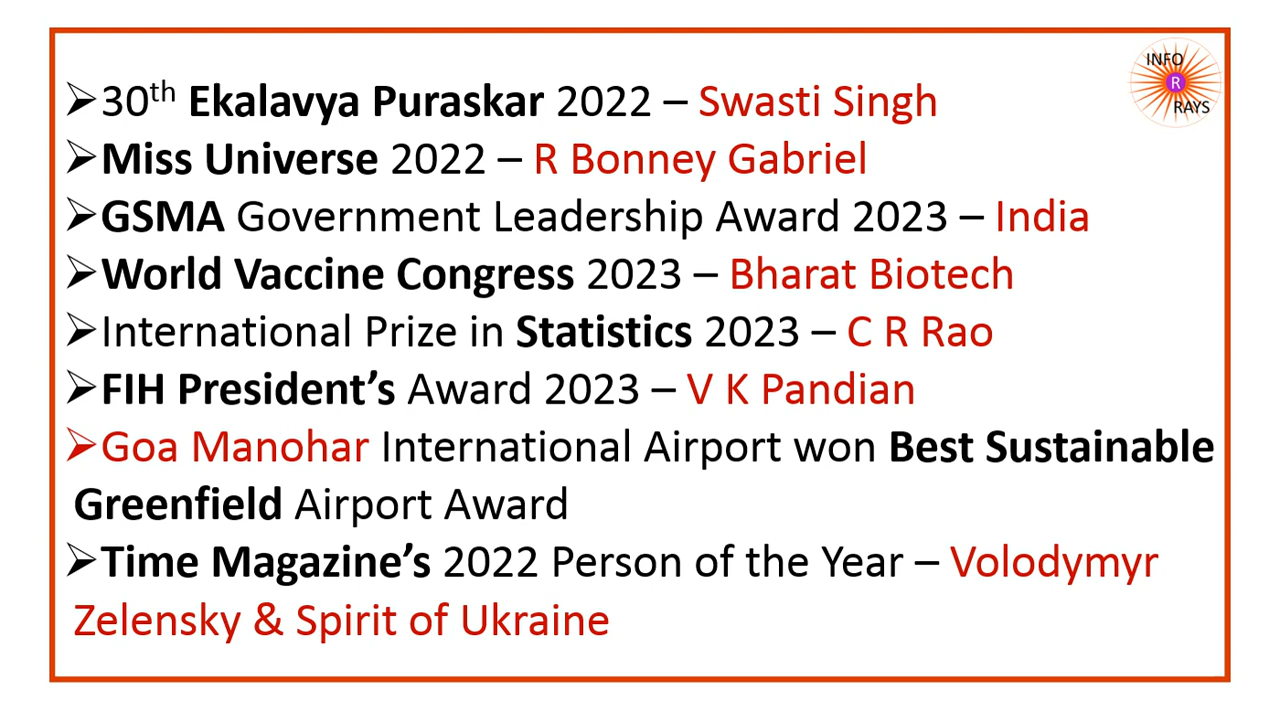 INFO
R
RAYS
➢30th Ekalavya Puraskar 2022 – Swasti Singh
➢Miss Universe 2022 – R Bonney Gabriel
➢GSMA Government Leadership Award 2023 – India
➢World Vaccine Congress 2023 – Bharat Biotech
➢International Prize in Statistics 2023 – C R Rao
➢FIH President’s Award 2023 – V K Pandian
➢Goa Manohar International Airport won Best Sustainable
Greenfield Airport Award
➢Time Magazine’s 2022 Person of the Year – Volodymyr
Zelensky & Spirit of Ukraine